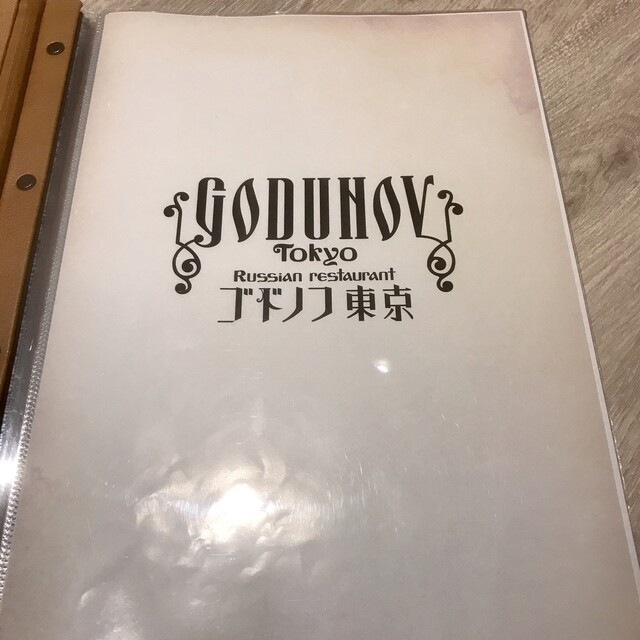 GODUNOV
Tokyo
Russian restaurant
ゴドノフ東京